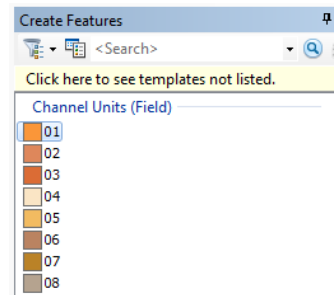 Create Features
<Search>
Click here to see templates not listed.
Channel Units (Field)
01
02
03
04
05
06
07
08